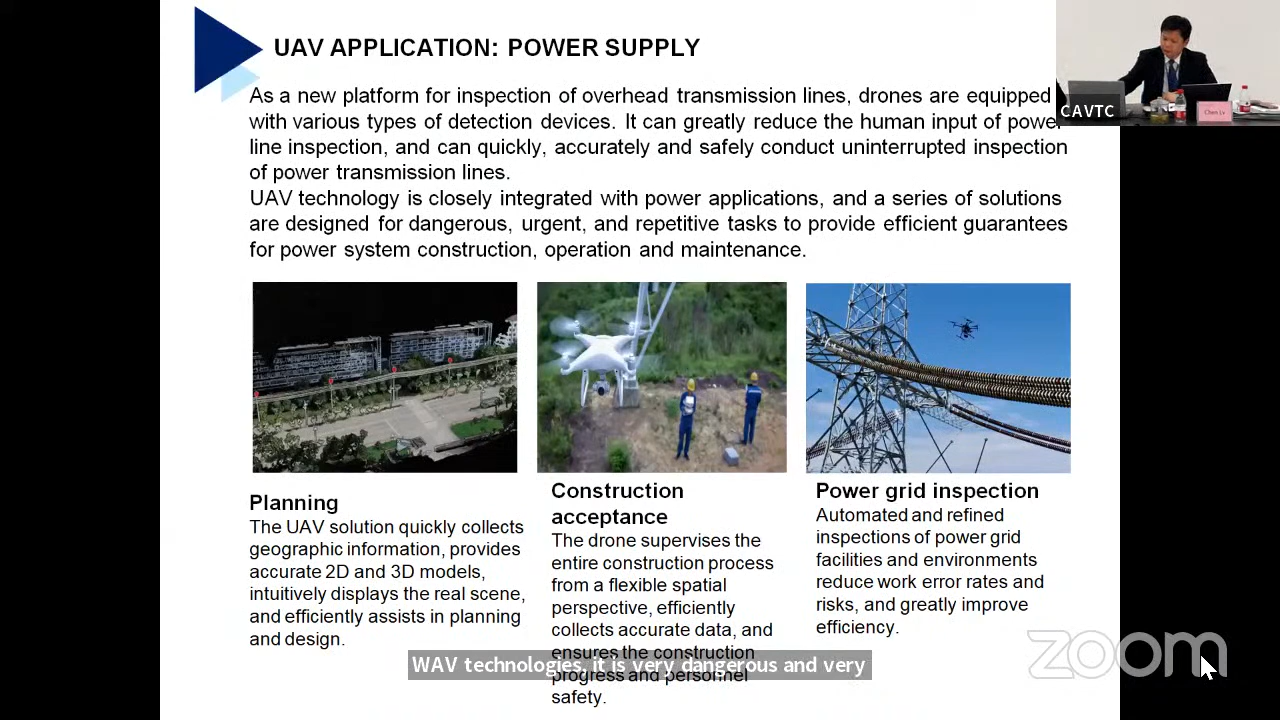 UAV APPLICATION: POWER SUPPLY
As a new platform for inspection of overhead transmission lines, drones are equipped
with various types of detection devices. It can greatly reduce the human input of power
line inspection, and can quickly, accurately and safely conduct uninterrupted inspection
of power transmission lines.
UAV technology is closely integrated with power applications, and a series of solutions
are designed for dangerous, urgent, and repetitive tasks to provide efficient guarantees
for power system construction, operation and maintenance.
CAVTC
Chen Lv
Planning
The UAV solution quickly collects
geographic information, provides
accurate 2D and 3D models,
intuitively displays the real scene,
and efficiently assists in planning
and design.
Construction
acceptance
The drone supervises the
entire construction process
from a flexible spatial
perspective, efficiently
collects accurate data, and
ensures the construction
progress and personnel
safety.
Power grid inspection
Automated and refined
inspections of power grid
facilities and environments
reduce work error rates and
risks, and greatly improve
efficiency.
WAV technologies, it is very dangerous and very
zoom